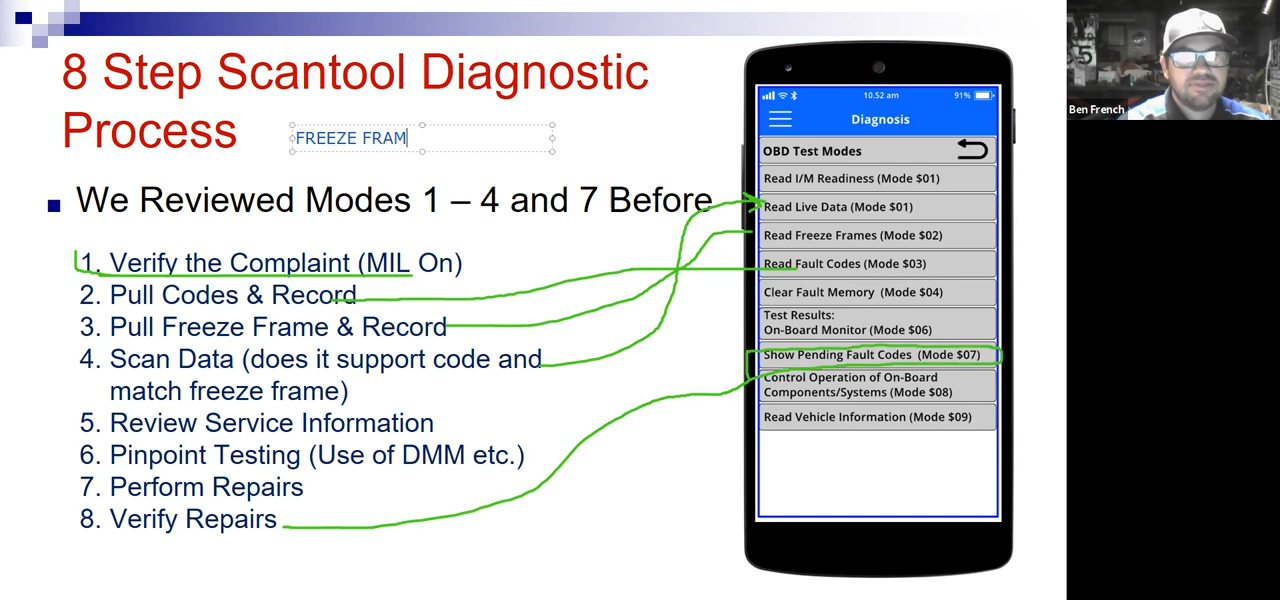 8 Step Scantool Diagnostic
Process
FREEZE FRAM
We Reviewed Modes 1 – 4 and 7 Before
1. Verify the Complaint (MIL On)
2. Pull Codes & Record
3. Pull Freeze Frame & Record
4. Scan Data (does it support code and
match freeze frame)
5. Review Service Information
6. Pinpoint Testing (Use of DMM etc.)
7. Perform Repairs
8. Verify Repairs
10.52 am
91%
Diagnosis
OBD Test Modes
Read I/M Readiness (Mode $01)
Read Live Data (Mode $01)
Read Freeze Frames (Mode $02)
Read Fault Codes (Mode $03)
Clear Fault Memory (Mode $04)
Test Results:
On-Board Monitor (Mode $06)
Show Pending Fault Codes (Mode $07)
Control Operation of On-Board
Components/Systems (Mode $08)
Read Vehicle Information (Mode $09)
Ben French